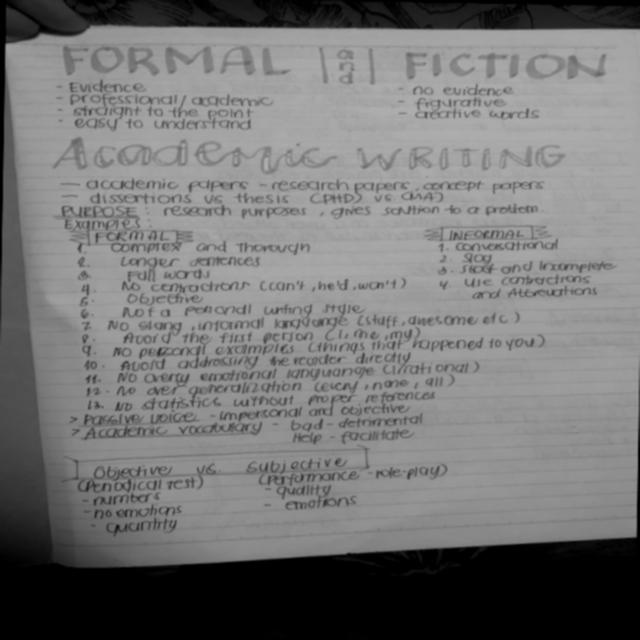 FORMAL | and | FICTION
- Evidence - no evidence
- professional/academic - figurative
- straight to the point - creative words
- easy to understand
Academic WRITING
— academic papers - research papers, concept papers
— dissertions vs thesis (PHD) vs (MA)
PURPOSE: research purposes, gives solution to a problem
Examples:
FORMAL INFORMAL
1. Complex and Thorough 1. Conversational
2. Longer sentences 2.
3. Full words 3. Short and Incomplete
4. No contractions (can't, he'd, won't) 4. Use contractions
5. Objective and Abbreviations
6. Not a personal writing style
7. No slang, informal language (stuff, awesome etc.)
8. Avoid the first person (I, me, my)
9. No personal examples (things that happened to you)
10. Avoid addressing the reader directly
11. No overly emotional language (irrational)
12. No over generalization (every, none, all)
13. No statistics without proper references
> Passive Voice - impersonal and objective
> Academic Vocabulary - bad - detrimental
Help - facilitate
Objective vs. Subjective
(Periodical test) (Performance - role-play)
- numbers - quality
- no emotions - emotions
- quantity